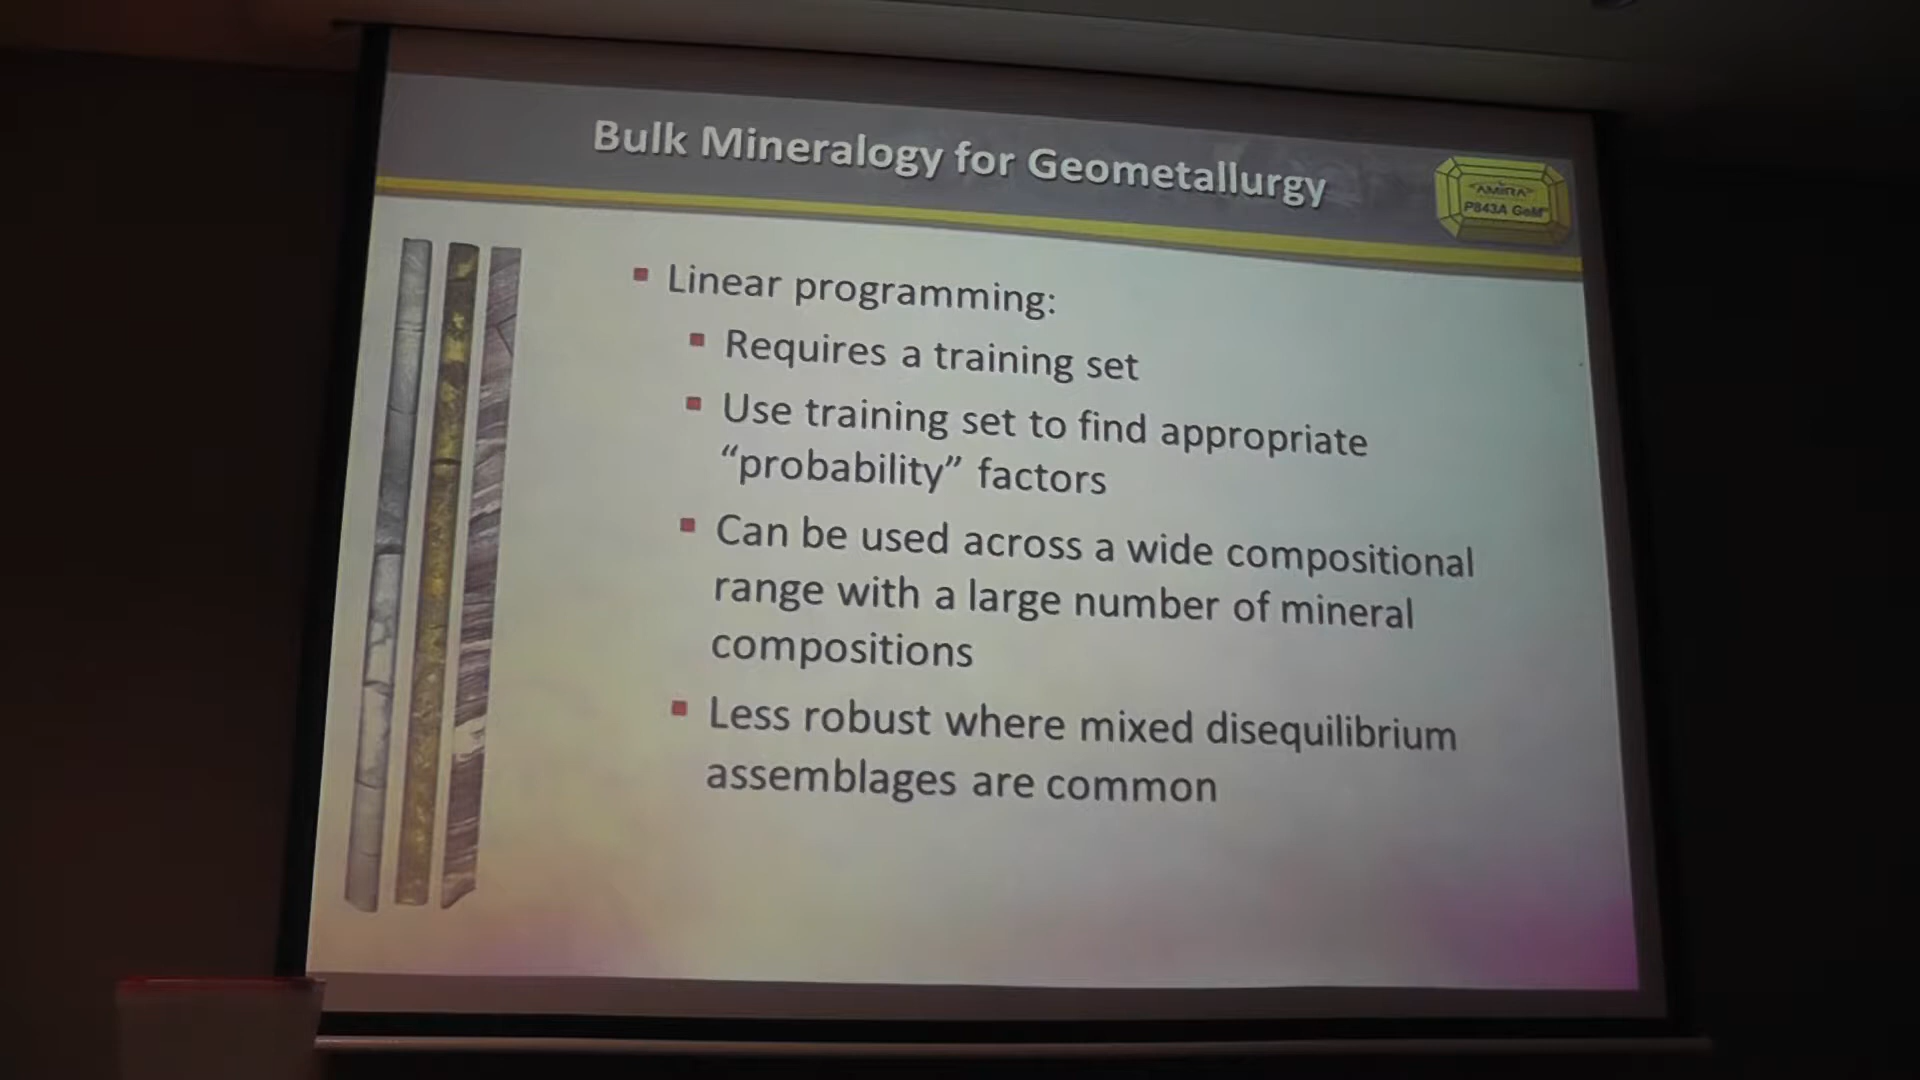 Bulk Mineralogy for Geometallurgy
AMIRA
P843A GeM
Linear programming:
Requires a training set
Use training set to find appropriate
“probability” factors
Can be used across a wide compositional
range with a large number of mineral
compositions
Less robust where mixed disequilibrium
assemblages are common